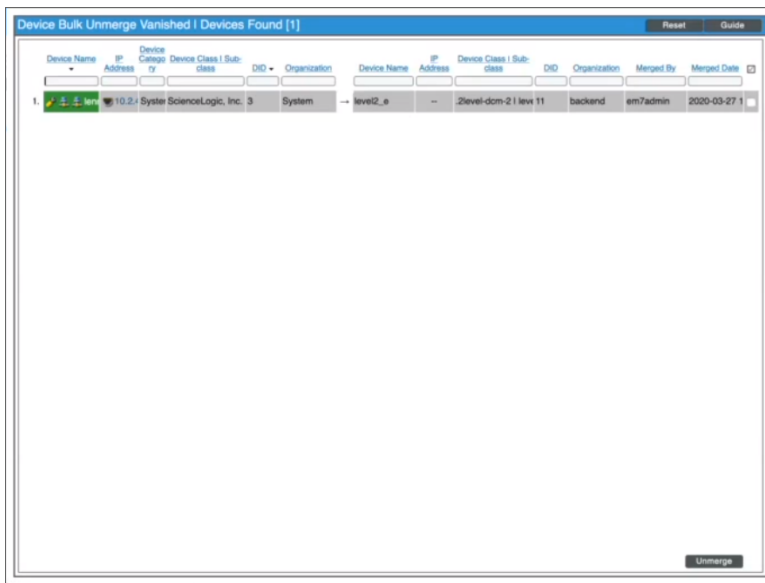 Device Bulk Unmerge Vanished | Devices Found [1] Reset Guide
Device Name IP Address Device Category Device Class | Sub-class DID Organization Device Name IP Address Device Class | Sub-class DID Organization Merged By Merged Date
1. 10.2. Syster ScienceLogic, Inc. 3 System → level2_e -- .2level-dcm-2 | leve 11 backend em7admin 2020-03-27 1
Unmerge